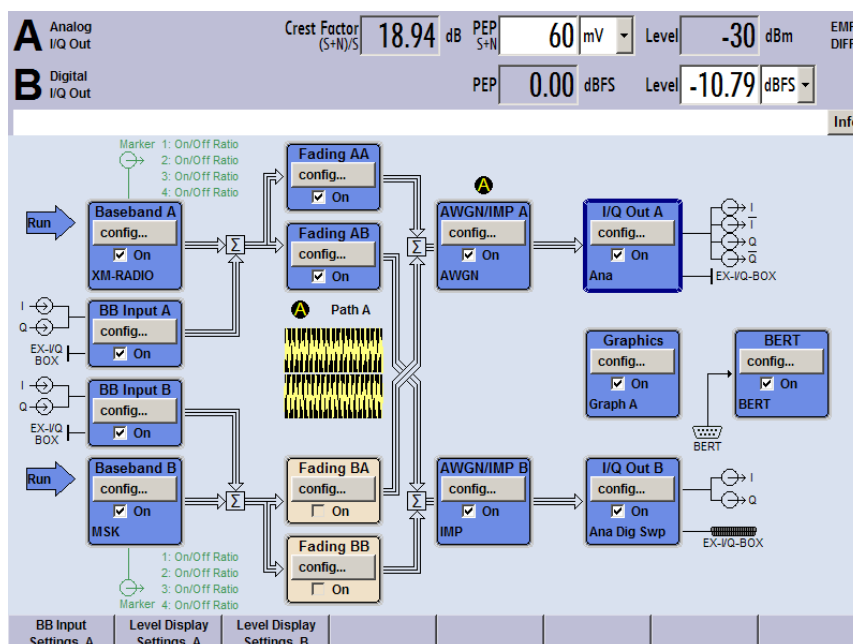 A Analog I/Q Out
Crest Factor (S+N)/S 18.94 dB PEP S+N 60 mV Level -30 dBm
B Digital I/Q Out
PEP 0.00 dBFS Level -10.79 dBFS
Marker 1: On/Off Ratio
2: On/Off Ratio
3: On/Off Ratio
4: On/Off Ratio
Run
Baseband A
config...
On
XM-RADIO
Fading AA
config...
On
Fading AB
config...
On
Σ
Σ
A
AWGN/IMP A
config...
On
AWGN
I/Q Out A
config...
On
Ana
I
I
Q
Q
EX-I/Q-BOX
I
Q
EX-I/Q
BOX
BB Input A
config...
On
A Path A
Graphics
config...
On
Graph A
BERT
config...
On
BERT
BERT
I
Q
EX-I/Q
BOX
BB Input B
config...
On
Run
Baseband B
config...
On
MSK
Σ
Fading BA
config...
On
Fading BB
config...
On
Σ
AWGN/IMP B
config...
On
IMP
I/Q Out B
config...
On
Ana Dig Swp
I
Q
EX-I/Q-BOX
1: On/Off Ratio
2: On/Off Ratio
3: On/Off Ratio
Marker 4: On/Off Ratio
BB Input Settings A
Level Display Settings A
Level Display Settings B